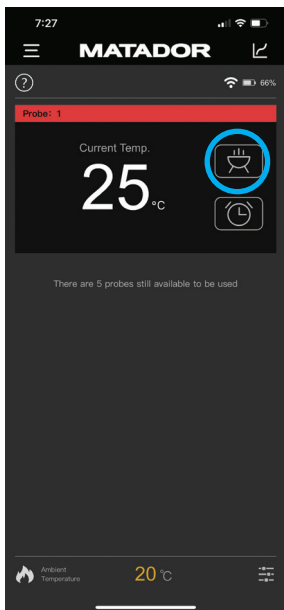 7:27
MATADOR
? 66%
Probe: 1
Current Temp.
25 °C
There are 5 probes still available to be used
Ambient
Temperature
20 °C